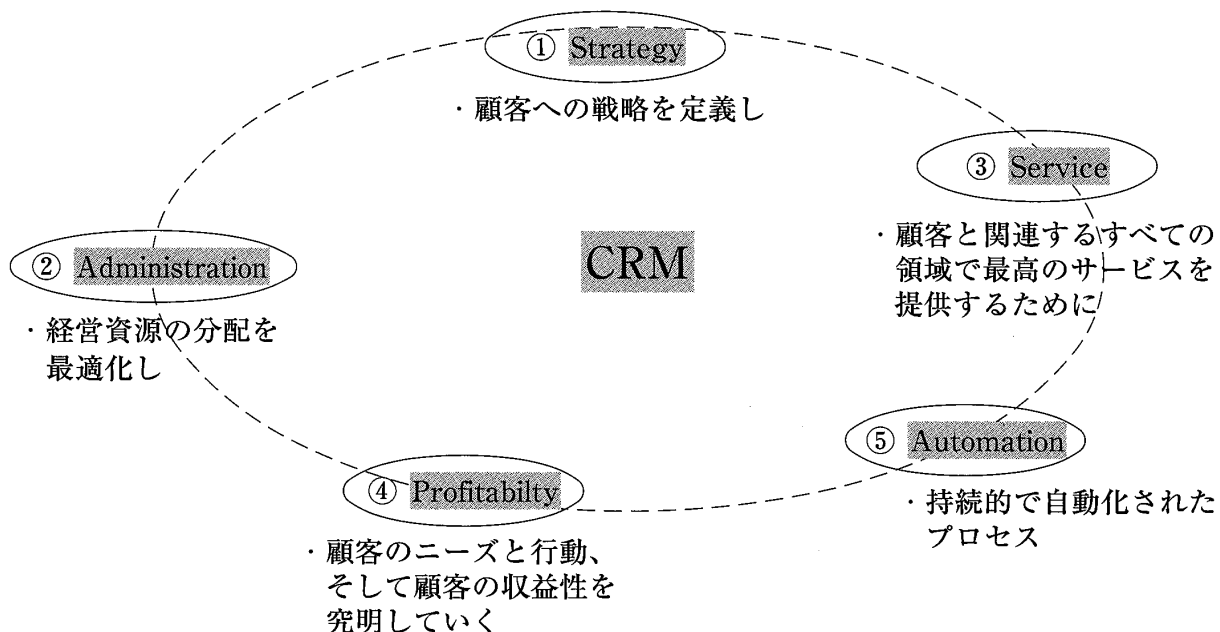 ① Strategy
・顧客への戦略を定義し
③ Service
・顧客と関連するすべての
領域で最高のサービスを
提供するために
CRM
② Administration
・経営資源の分配を
最適化し
⑤ Automation
・持続的で自動化された
プロセス
④ Profitabilty
・顧客のニーズと行動、
そして顧客の収益性を
究明していく